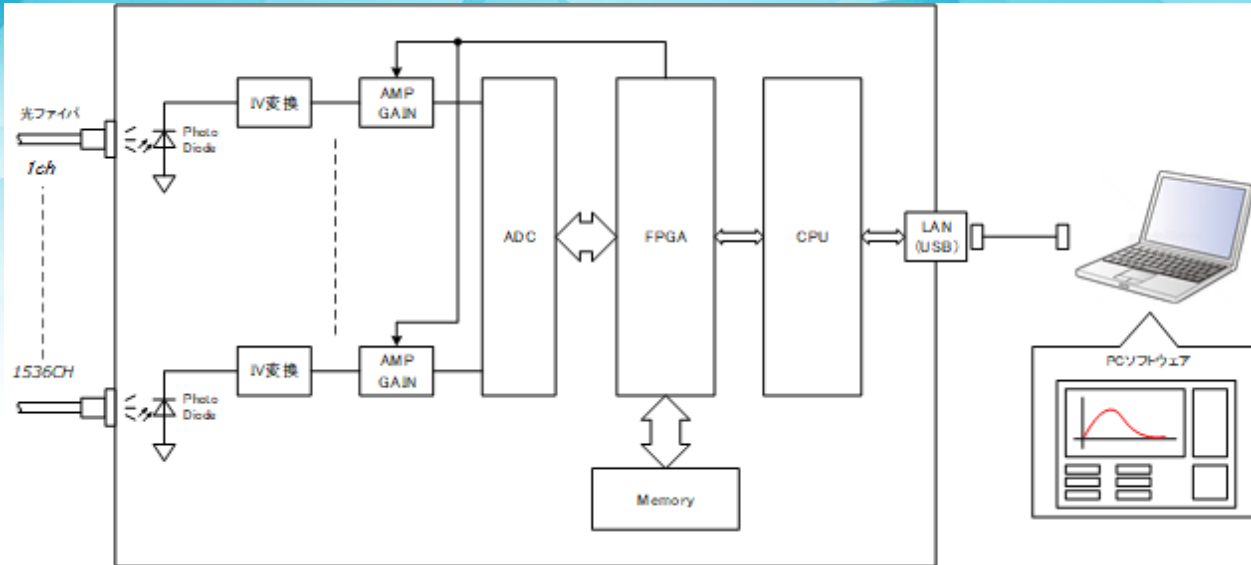 光ファイバ
1ch
1536CH
Photo
Diode
IV変換
AMP
GAIN
ADC
FPGA
CPU
LAN
(USB)
IV変換
AMP
GAIN
Photo
Diode
Memory
PCソフトウェア